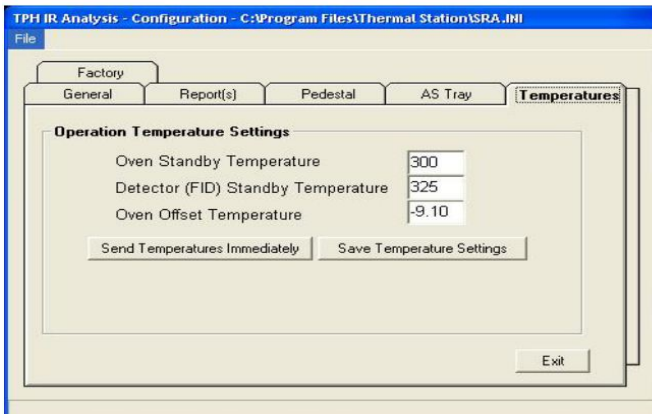 TPH IR Analysis - Configuration - C:\Program Files\Thermal Station\SRA.INI
File
Factory
General Report(s) Pedestal AS Tray Temperatures
Operation Temperature Settings
Oven Standby Temperature 300
Detector (FID) Standby Temperature 325
Oven Offset Temperature -9.10
Send Temperatures Immediately Save Temperature Settings
Exit